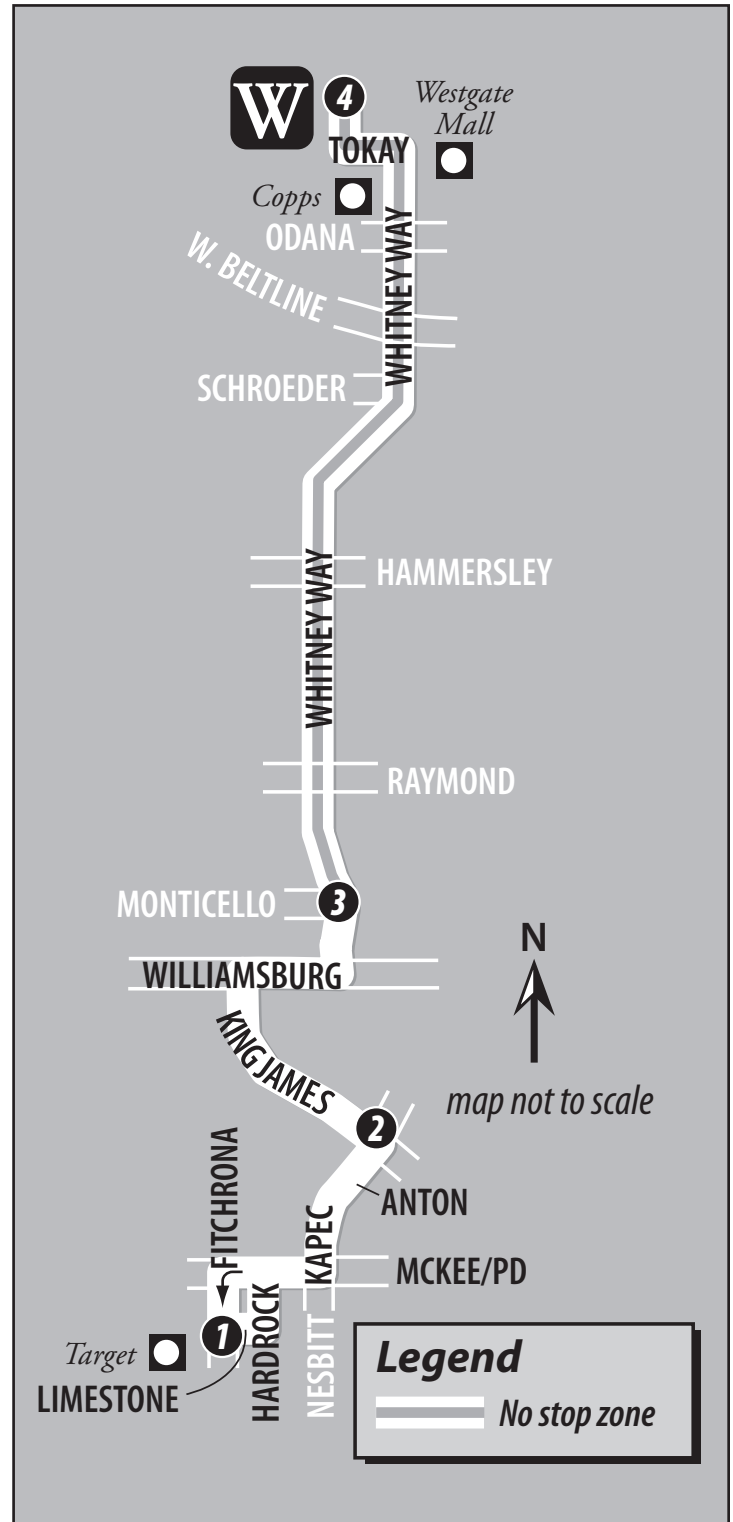 W
4
Westgate
Mall
TOKAY
Copps
ODANA
W. BELTLINE
WHITNEY WAY
SCHROEDER
HAMMERSLEY
WHITNEY WAY
RAYMOND
MONTICELLO
3
WILLIAMSBURG
N
KING JAMES
map not to scale
2
FITCHRONA
ANTON
KAPEC
MCKEE/PD
1
HARDROCK
NESBITT
Target
LIMESTONE
Legend
No stop zone